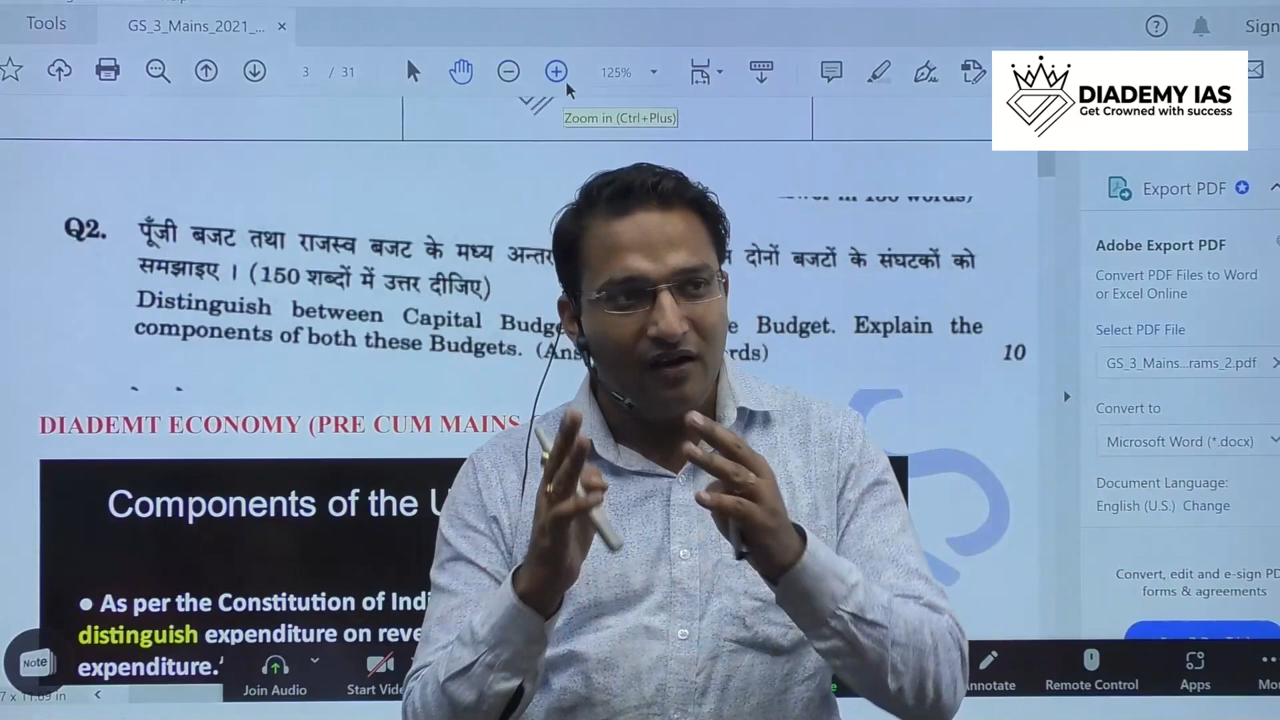 Tools
GS_3_Mains_2021_... ×
Sign
3 / 31
125%
Zoom in (Ctrl+Plus)
DIADEMY IAS
Get Crowned with success
Export PDF
Adobe Export PDF
Convert PDF Files to Word
or Excel Online
Select PDF File
GS_3_Mains...rams_2.pdf
Convert to
Microsoft Word (*.docx)
Document Language:
English (U.S.) Change
Convert, edit and e-sign PD
forms & agreements
Q2. पूँजी बजट तथा राजस्व बजट के मध्य अन्तर दोनों बजटों के संघटकों को
समझाइए । (150 शब्दों में उत्तर दीजिए)
Distinguish between Capital Budge Budget. Explain the
components of both these Budgets. (Ans rds)
10
DIADEMT ECONOMY (PRE CUM MAINS
Components of the U
• As per the Constitution of Indi
distinguish expenditure on reve
expenditure.'
Note
Join Audio
Start Vide
nnotate
Remote Control
Apps
Mor